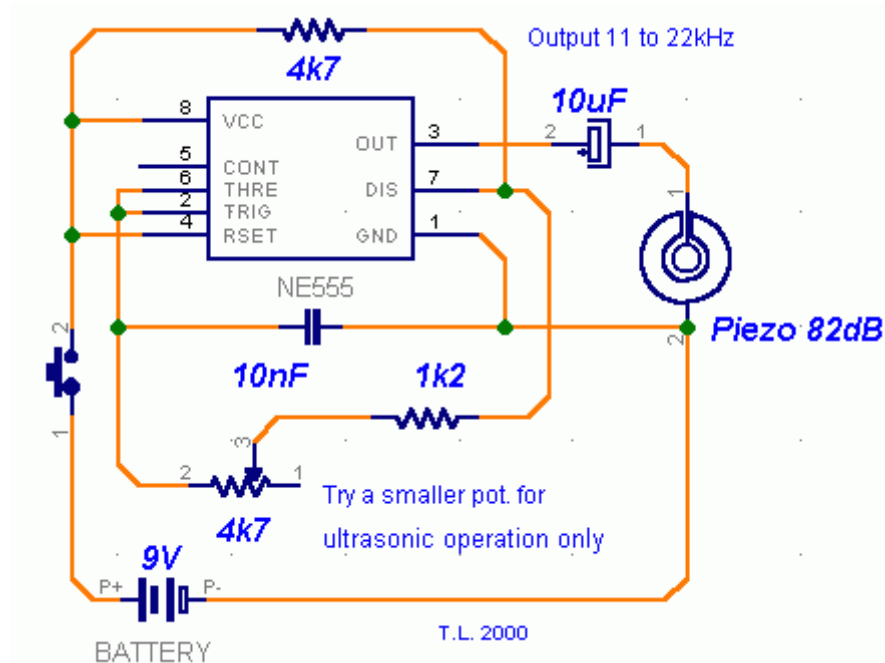 4k7
Output 11 to 22kHz
10uF
8
VCC
OUT
3
2
1
5
CONT
6
THRE
DIS
7
2
TRIG
1
4
RSET
GND
1
NE555
2
Piezo 82dB
2
10nF
1k2
1
3
2
1
4k7
Try a smaller pot. for
ultrasonic operation only
9V
P+
P-
BATTERY
T.L. 2000